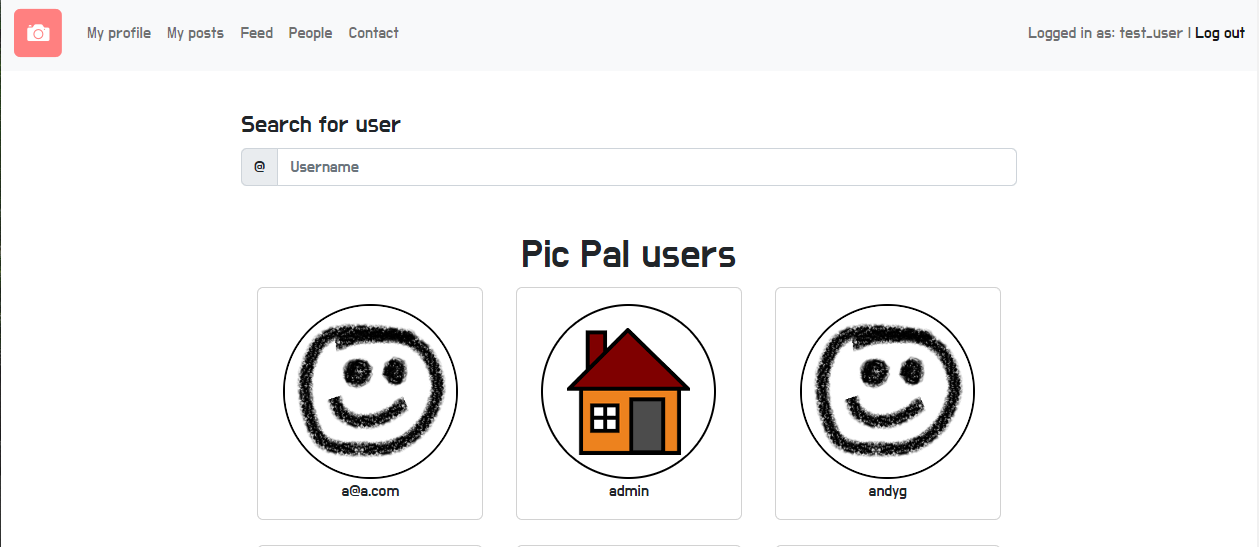 My profile My posts Feed People Contact Logged in as: test_user | Log out
Search for user
@ Username
Pic Pal users
a@a.com admin andyg